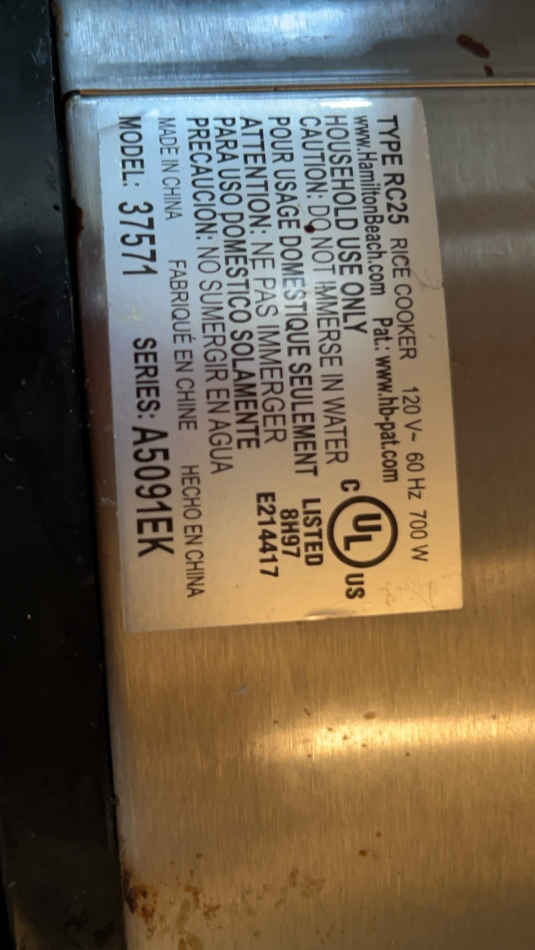 TYPE RC25 RICE COOKER 120 V~ 60 Hz 700 W
www.HamiltonBeach.com Pat.: www.hb-pat.com
HOUSEHOLD USE ONLY
CAUTION: DO NOT IMMERSE IN WATER
POUR USAGE DOMESTIQUE SEULEMENT
ATTENTION: NE PAS IMMERGER
PARA USO DOMESTICO SOLAMENTE
PRECAUCION: NO SUMERGIR EN AGUA
C UL US
LISTED
8H97
E214417
MADE IN CHINA FABRIQUÉ EN CHINE HECHO EN CHINA
MODEL: 37571 SERIES: A5091EK